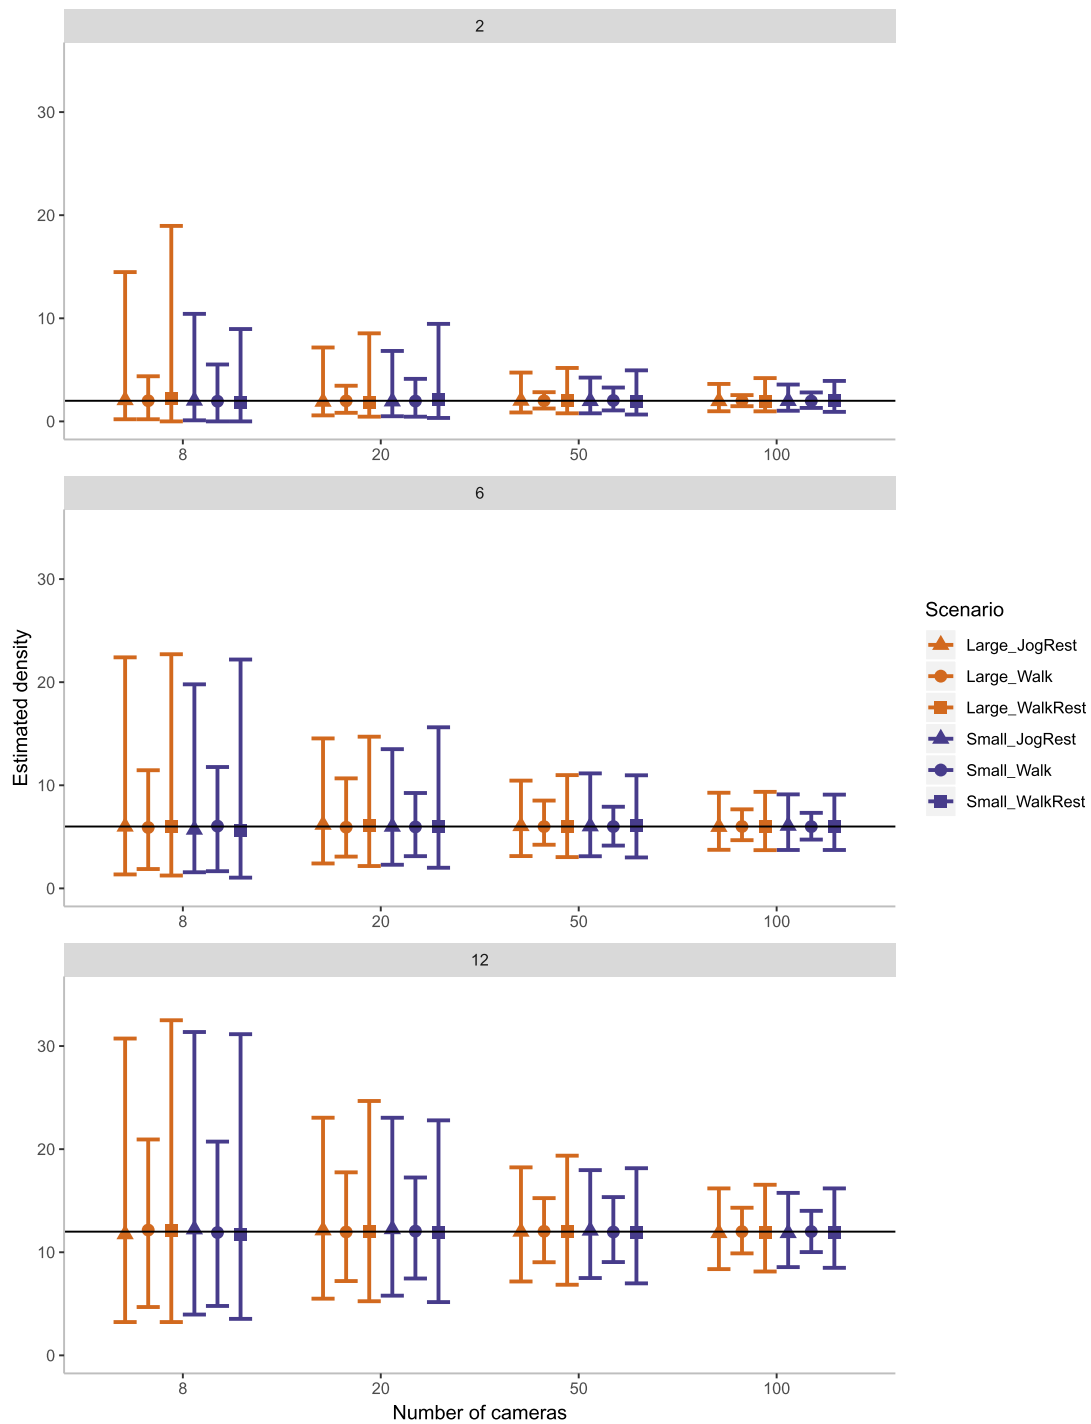 2
30
20
10
0
8 20 50 100
6
30
20
10
0
8 20 50 100
12
30
20
10
0
8 20 50 100
Number of cameras
Estimated density
Scenario
Large_JogRest
Large_Walk
Large_WalkRest
Small_JogRest
Small_Walk
Small_WalkRest